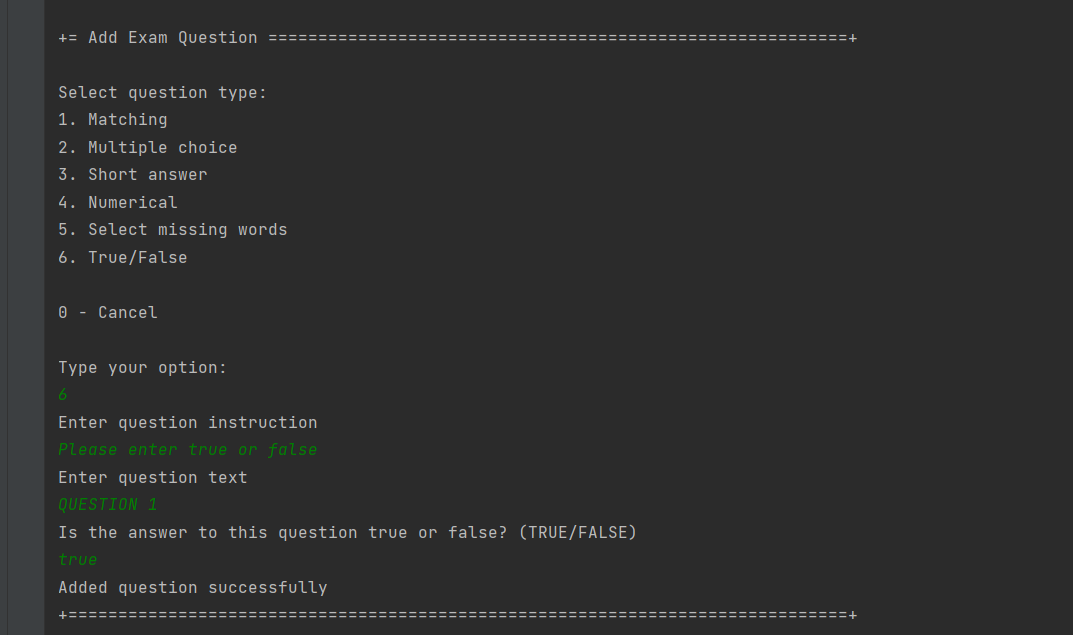 += Add Exam Question ==========================================================+
Select question type:
1. Matching
2. Multiple choice
3. Short answer
4. Numerical
5. Select missing words
6. True/False
0 - Cancel
Type your option:
6
Enter question instruction
Please enter true or false
Enter question text
QUESTION 1
Is the answer to this question true or false? (TRUE/FALSE)
true
Added question successfully
+==============================================================================+